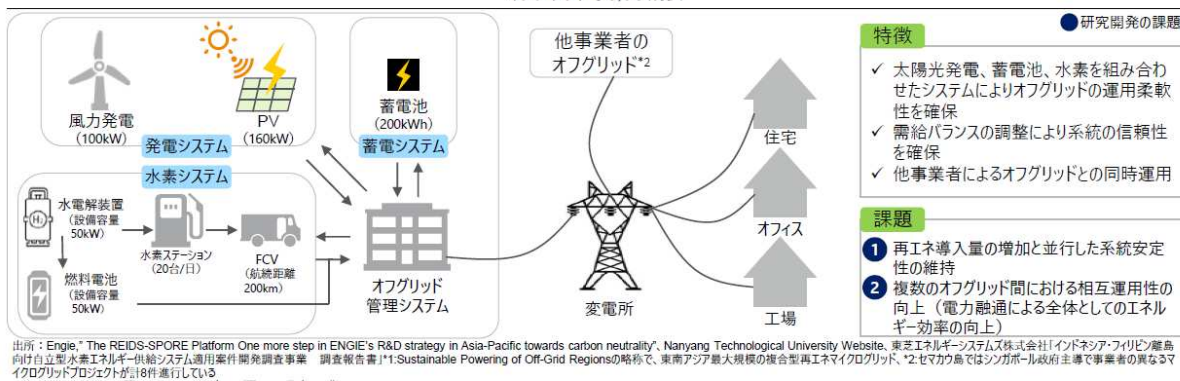 風力発電
(100kW)
PV
(160kW)
発電システム
蓄電池
(200kWh)
蓄電システム
水素システム
水電解装置
(設備容量
50kW)
水素ステーション
(20台/日)
FCV
(航続距離
200km)
燃料電池
(設備容量
50kW)
オフグリッド
管理システム
他事業者の
オフグリッド*2
変電所
住宅
オフィス
工場
●研究開発の課題
特徴
✓ 太陽光発電、蓄電池、水素を組み合わ
せたシステムによりオフグリッドの運用柔軟
性を確保
✓ 需給バランスの調整により系統の信頼性
を確保
✓ 他事業者によるオフグリッドとの同時運用
課題
1 再エネ導入量の増加と並行した系統安定
性の維持
2 複数のオフグリッド間における相互運用性の
向上（電力融通による全体としてのエネル
ギー効率の向上）
出所：Engie," The REIDS-SPORE Platform One more step in ENGIE's R&D strategy in Asia-Pacific towards carbon neutrality", Nanyang Technological University Website、東芝エネルギーシステムズ株式会社「インドネシア・フィリピン離島
向け自立型水素エネルギー供給システム適用案件開発調査事業　調査報告書」*1:Sustainable Powering of Off-Grid Regionsの略称で、東南アジア最大規模の複合型再エネマイクログリッド、*2:セマカウ島ではシンガポール政府主導で事業者の異なるマ
イクログリッドプロジェクトが計8件進行している